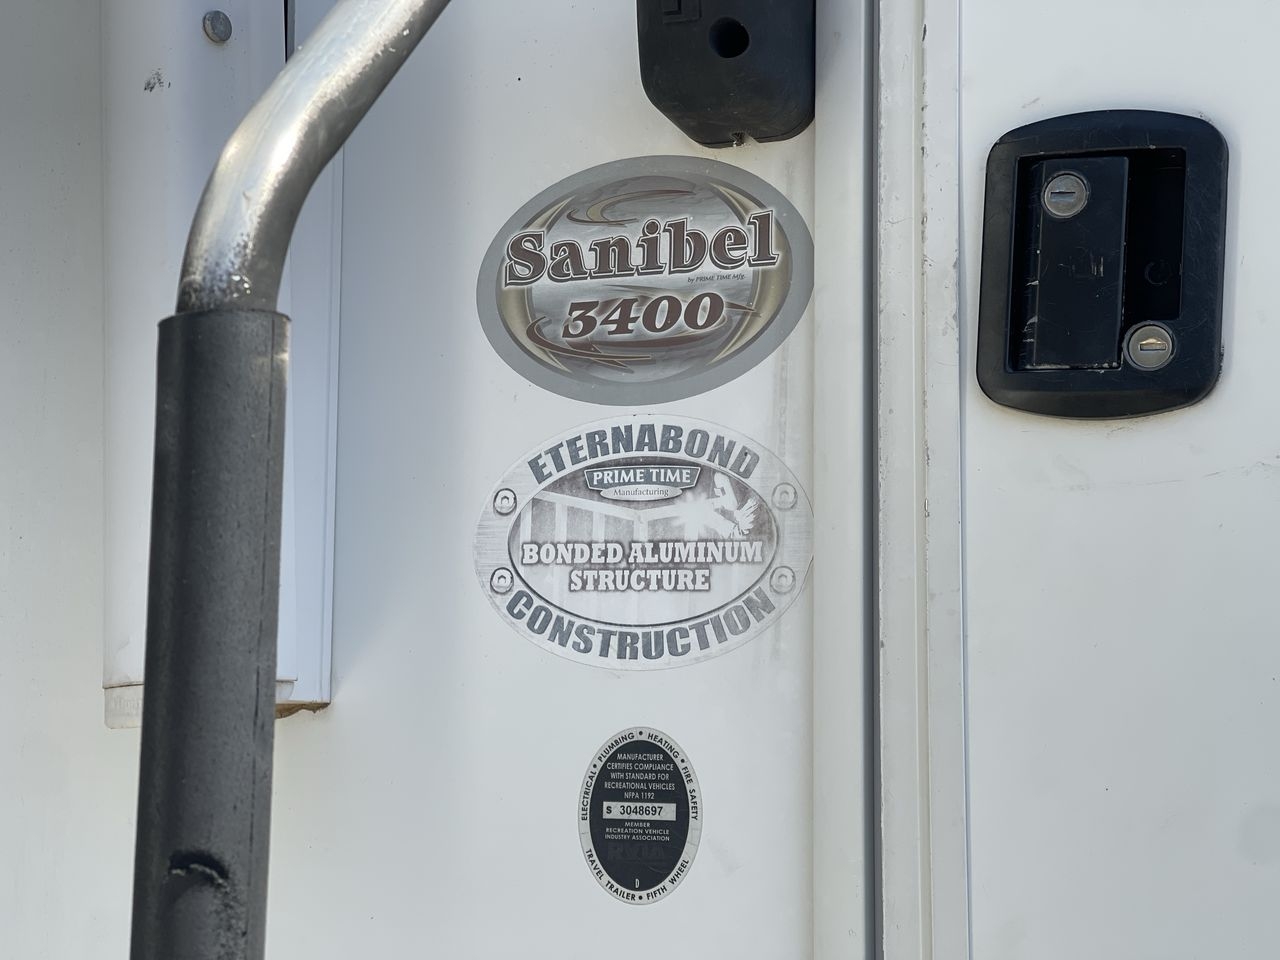 Sanibel
by PRIME TIME Mfg.
3400
ETERNABOND
PRIME TIME
Manufacturing
BONDED ALUMINUM
STRUCTURE
CONSTRUCTION
ELECTRICAL • PLUMBING • HEATING • FIRE SAFETY
MANUFACTURER
CERTIFIES COMPLIANCE
WITH STANDARD FOR
RECREATIONAL VEHICLES
NFPA 1192
S 3048697
MEMBER
RECREATION VEHICLE
INDUSTRY ASSOCIATION
RVIA
D
TRAVEL TRAILER • FIFTH WHEEL